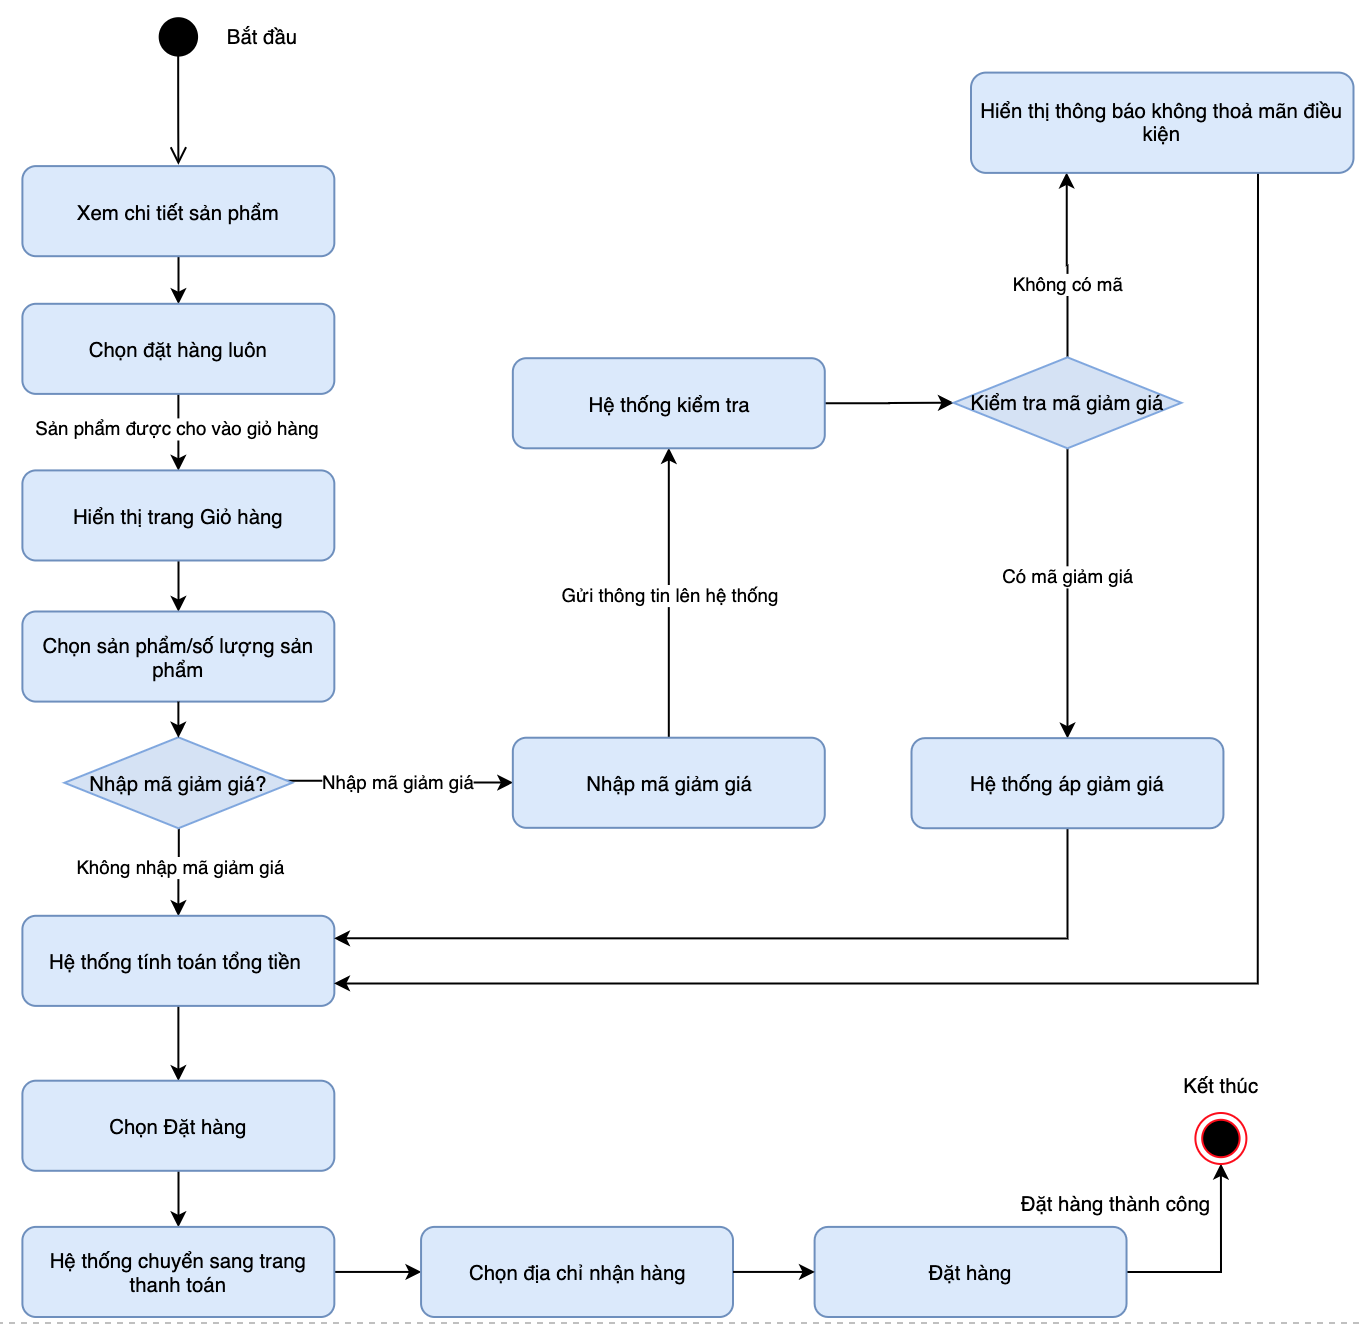 Bắt đầu
Xem chi tiết sản phẩm
Chọn đặt hàng luôn
Sản phẩm được cho vào giỏ hàng
Hiển thị trang Giỏ hàng
Chọn sản phẩm/số lượng sản
phẩm
Nhập mã giảm giá?
Nhập mã giảm giá
Nhập mã giảm giá
Gửi thông tin lên hệ thống
Hệ thống kiểm tra
Kiểm tra mã giảm giá
Không có mã
Hiển thị thông báo không thoả mãn điều
kiện
Có mã giảm giá
Hệ thống áp giảm giá
Không nhập mã giảm giá
Hệ thống tính toán tổng tiền
Chọn Đặt hàng
Hệ thống chuyển sang trang
thanh toán
Chọn địa chỉ nhận hàng
Đặt hàng
Đặt hàng thành công
Kết thúc